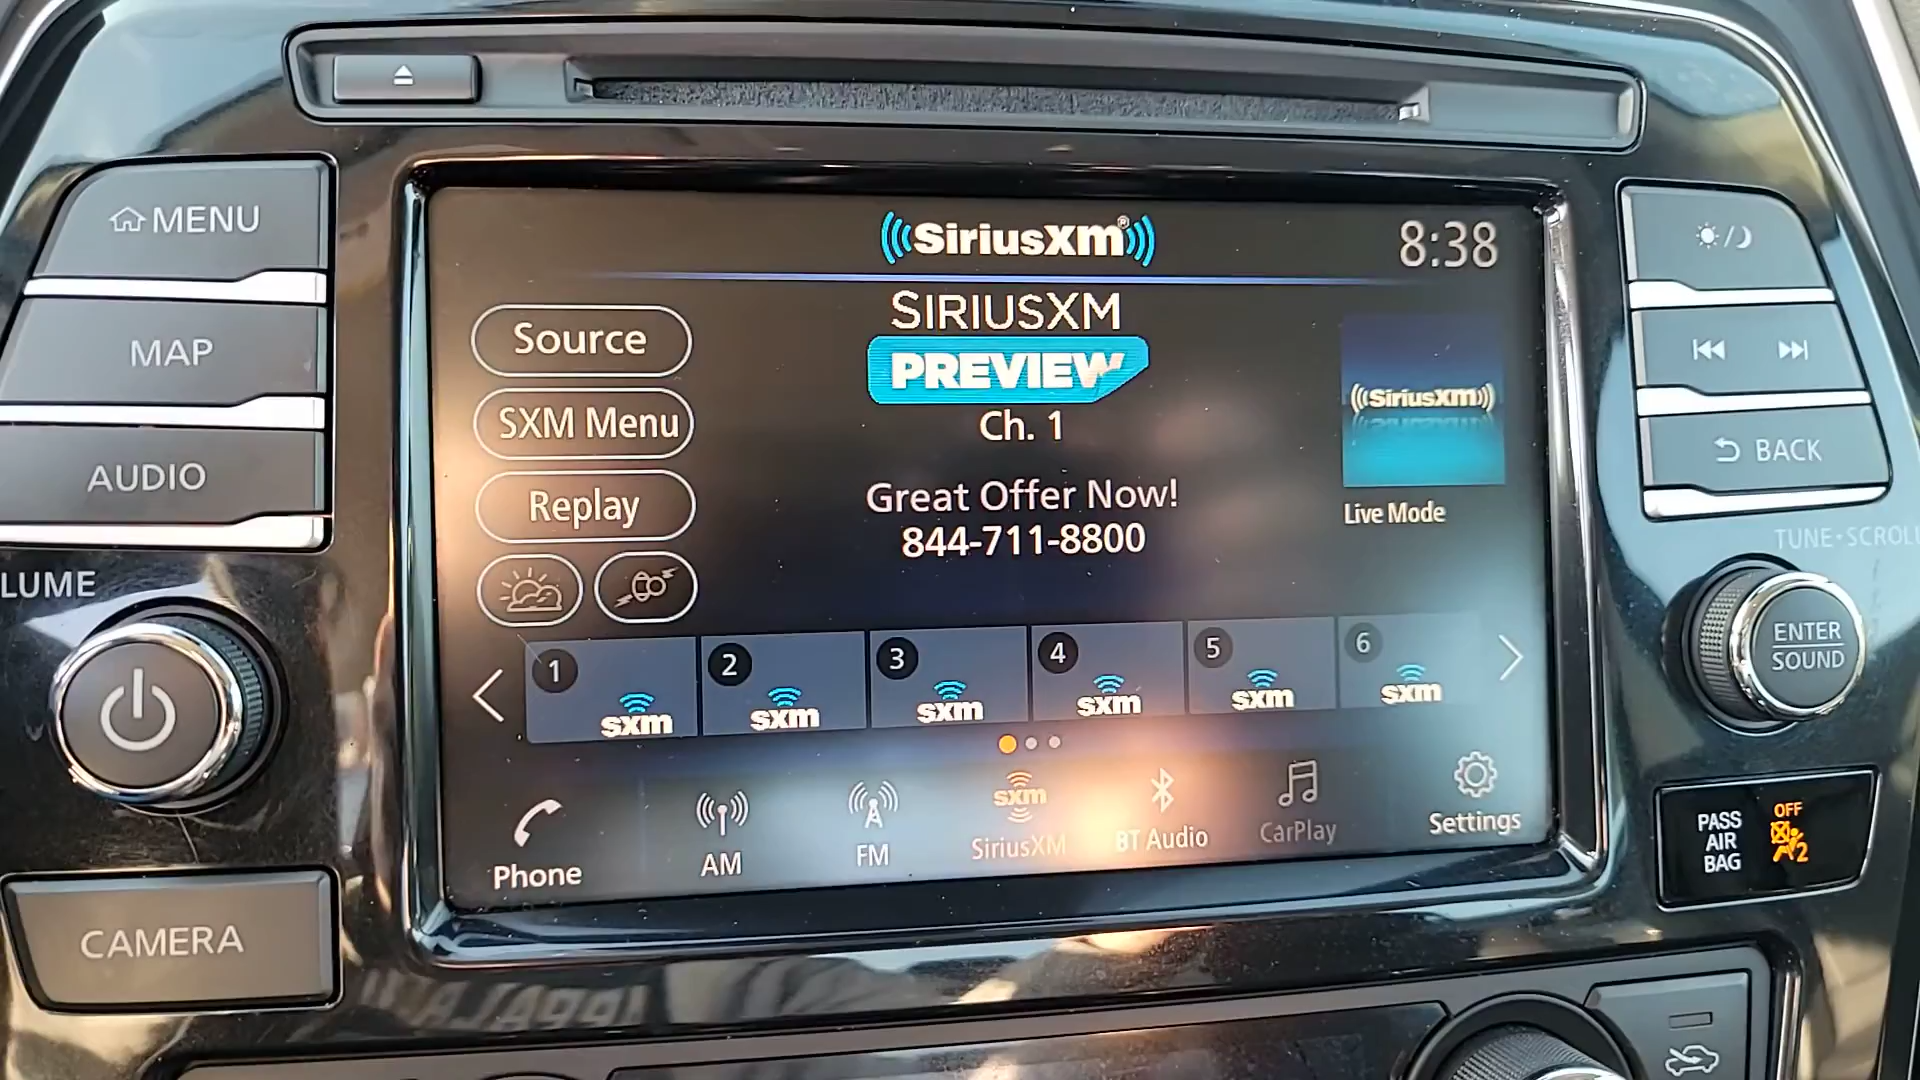 MENU
MAP
AUDIO
LUME
CAMERA
((SiriusXM®))
8:38
Source
SXM Menu
Replay
SIRIUSXM
PREVIEW
Ch. 1
Great Offer Now!
844-711-8800
((SiriusXM))
Live Mode
1 sxm
2 sxm
3 sxm
4 sxm
5 sxm
6 sxm
Phone
AM
FM
sxm
SiriusXM
BT Audio
CarPlay
Settings
BACK
TUNE•SCROLL
ENTER
SOUND
PASS
AIR
BAG
OFF
2